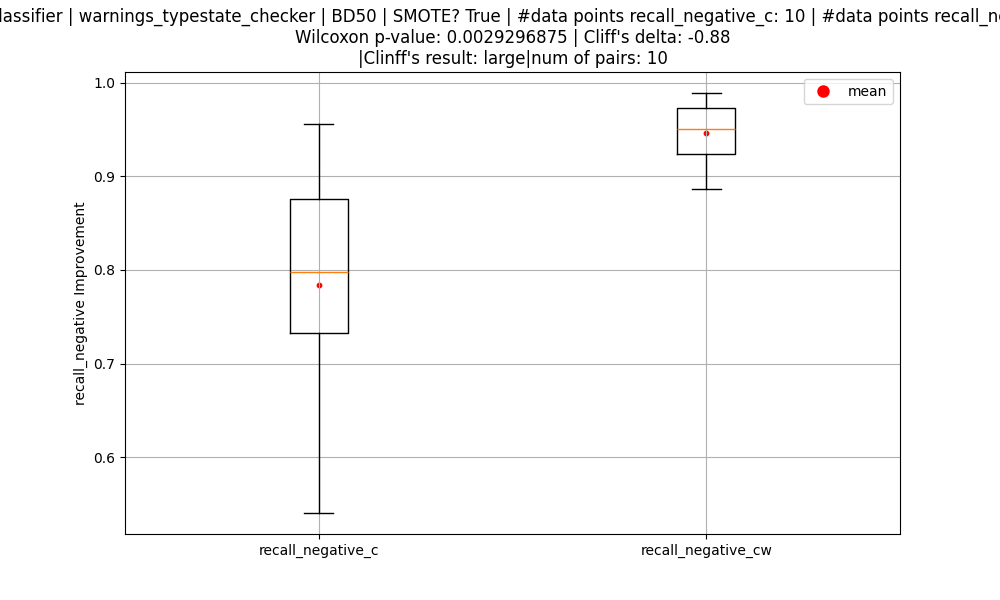 | warnings_typestate_checker | BD50 | SMOTE? True | #data points recall_negative_c: 10 | #data points
Wilcoxon p-value: 0.0029296875 | Cliff's delta: -0.88
|Clinff's result: large|num of pairs: 10
mean
1.0
0.9
0.8
0.7
0.6
recall_negative Improvement
recall_negative_c
recall_negative_cw